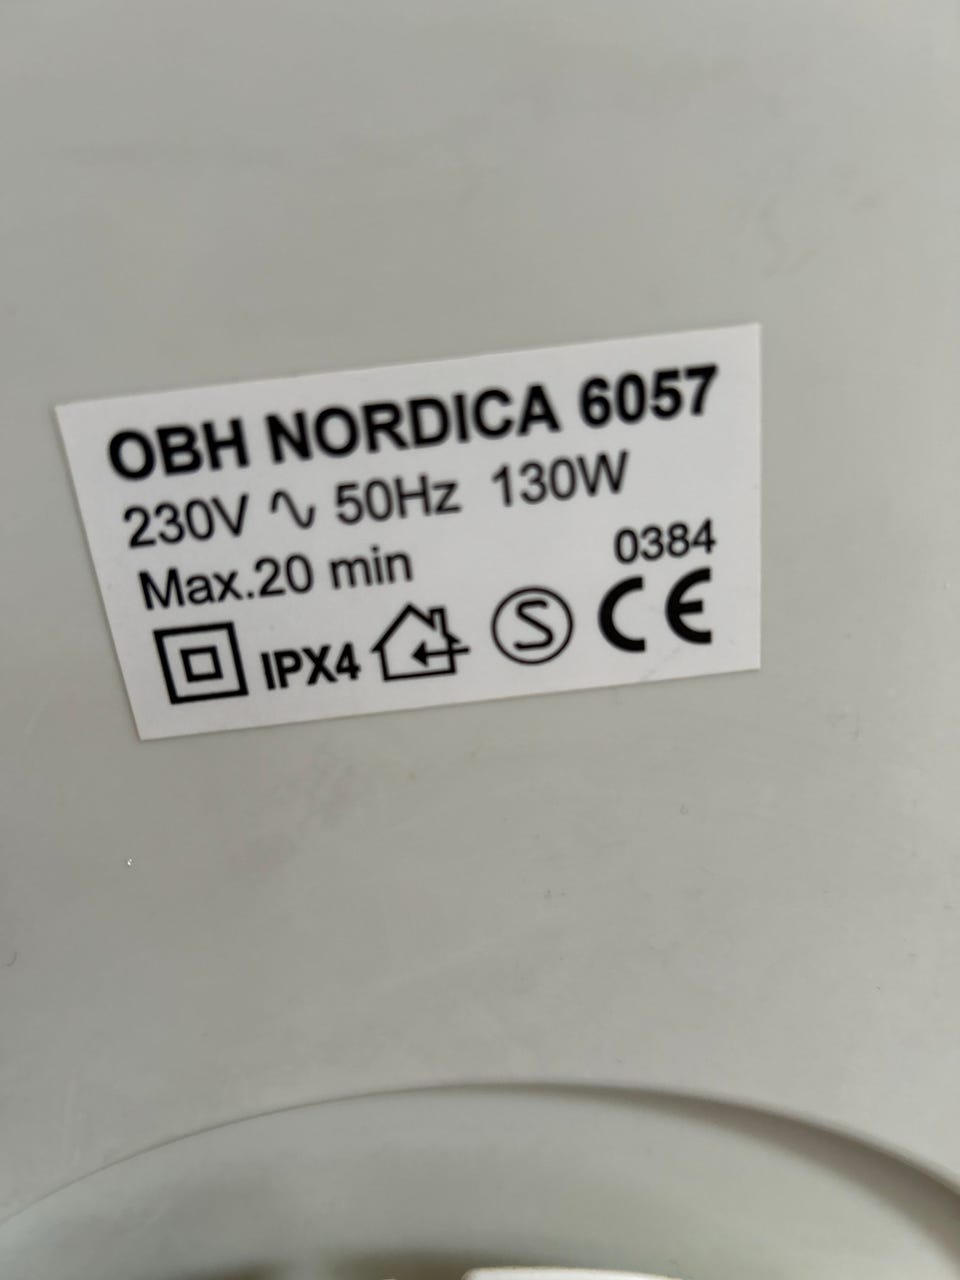 OBH NORDICA 6057
230V ∿ 50Hz 130W
Max.20 min 0384
IPX4 S CE